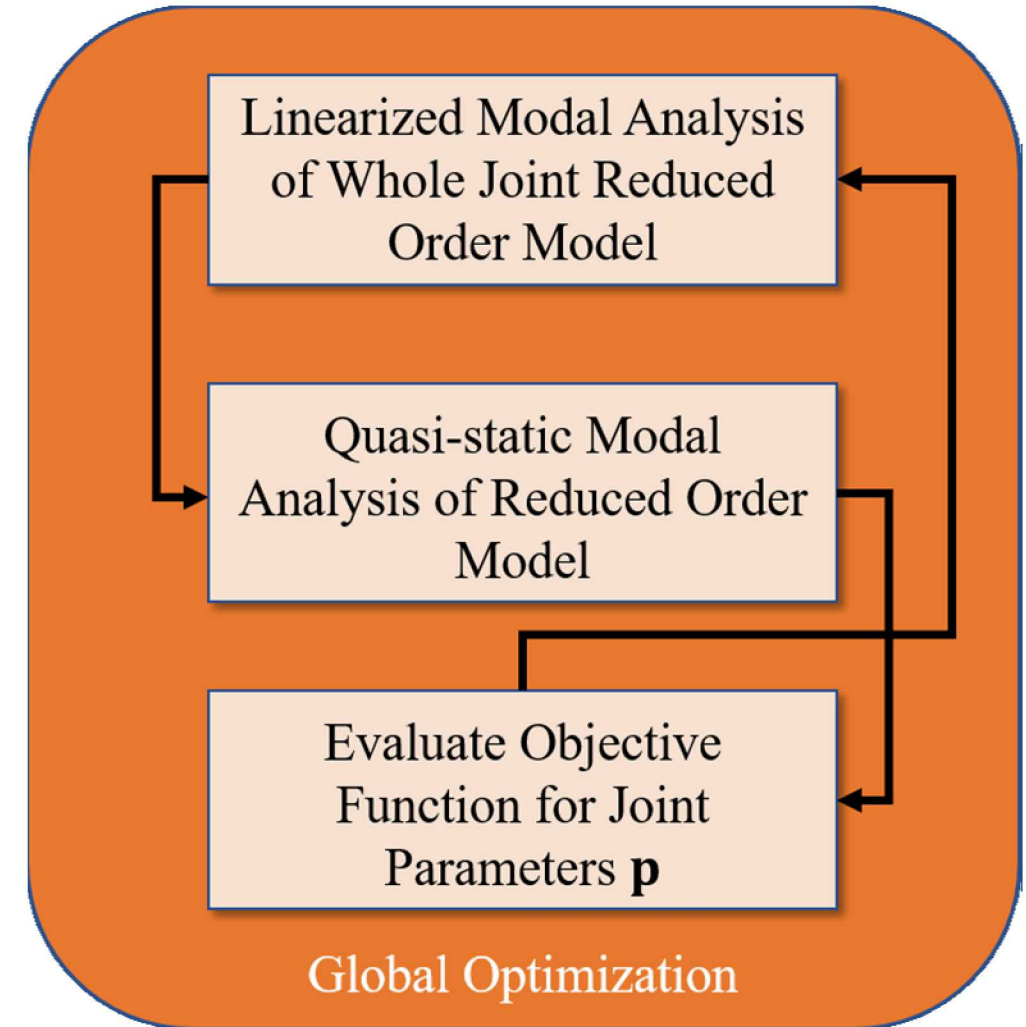 Linearized Modal Analysis
of Whole Joint Reduced
Order Model
Quasi-static Modal
Analysis of Reduced Order
Model
Evaluate Objective
Function for Joint
Parameters p
Global Optimization